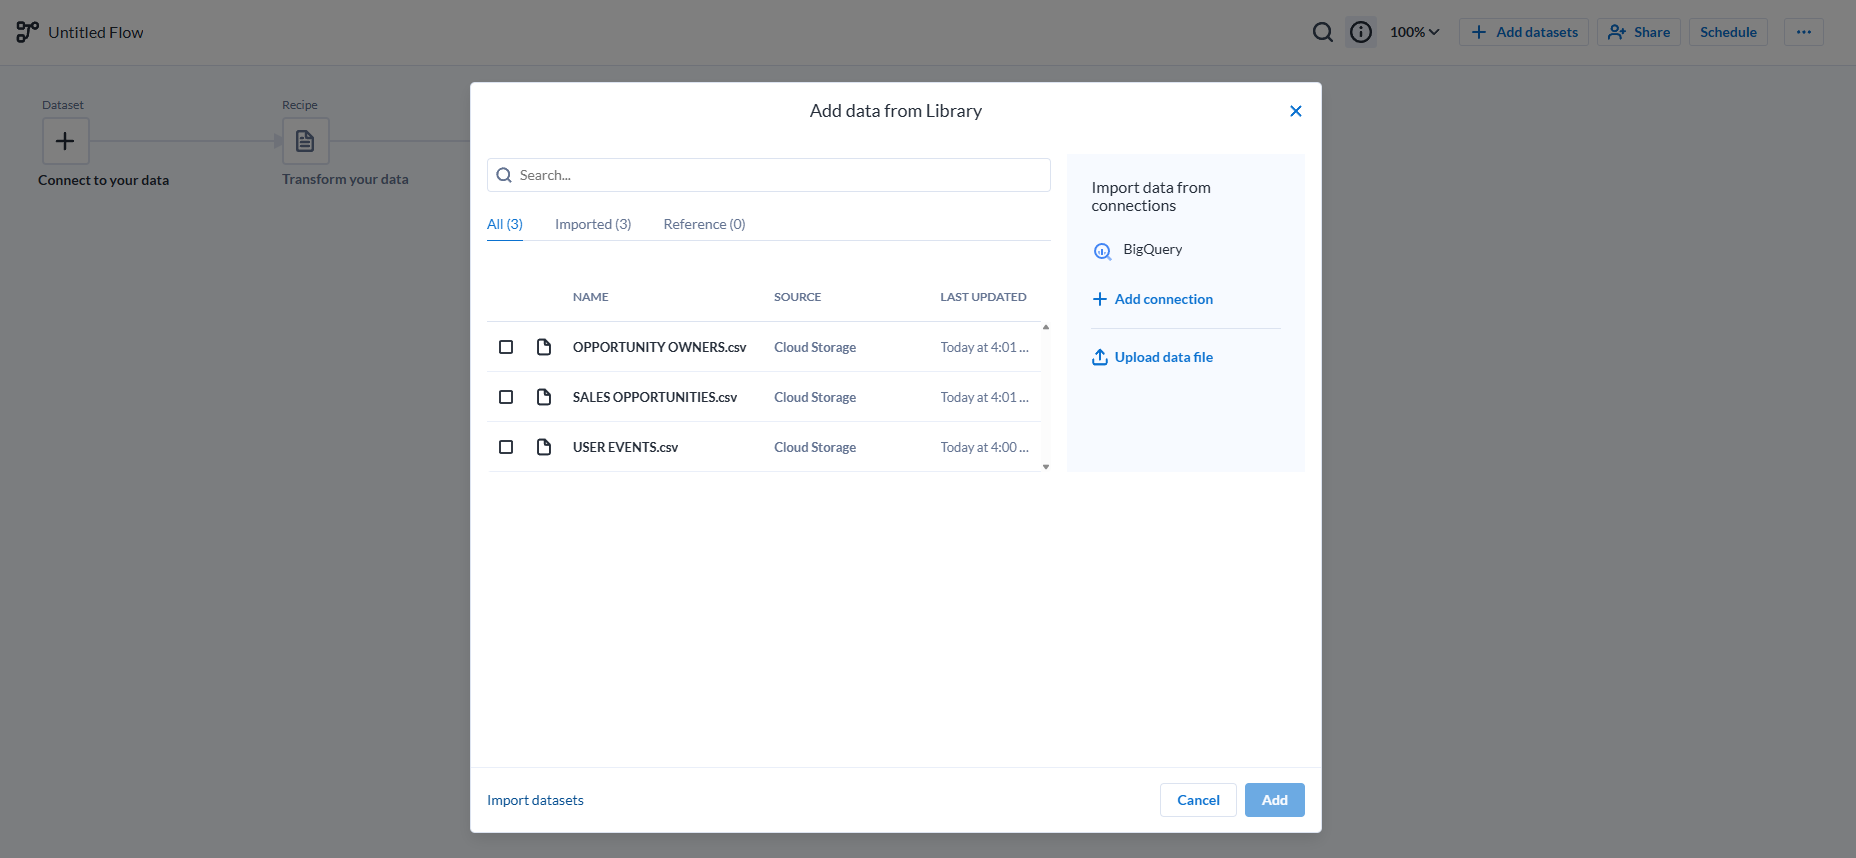 Untitled Flow
100%
Add datasets
Share
Schedule
Dataset
Recipe
Connect to your data
Transform your data
Add data from Library
Search...
All (3)
Imported (3)
Reference (0)
NAME
SOURCE
LAST UPDATED
OPPORTUNITY OWNERS.csv
Cloud Storage
Today at 4:01 ...
SALES OPPORTUNITIES.csv
Cloud Storage
Today at 4:01 ...
USER EVENTS.csv
Cloud Storage
Today at 4:00 ...
Import data from
connections
BigQuery
Add connection
Upload data file
Import datasets
Cancel
Add